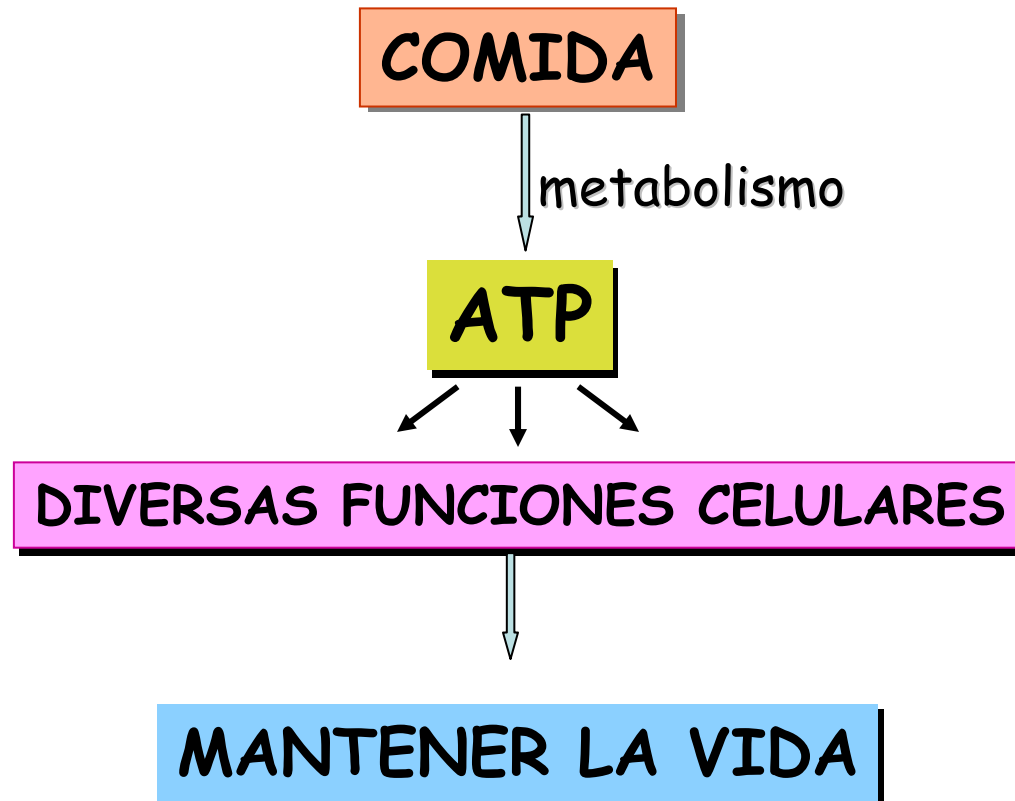 COMIDA
metabolismo
ATP
DIVERSAS FUNCIONES CELULARES
MANTENER LA VIDA